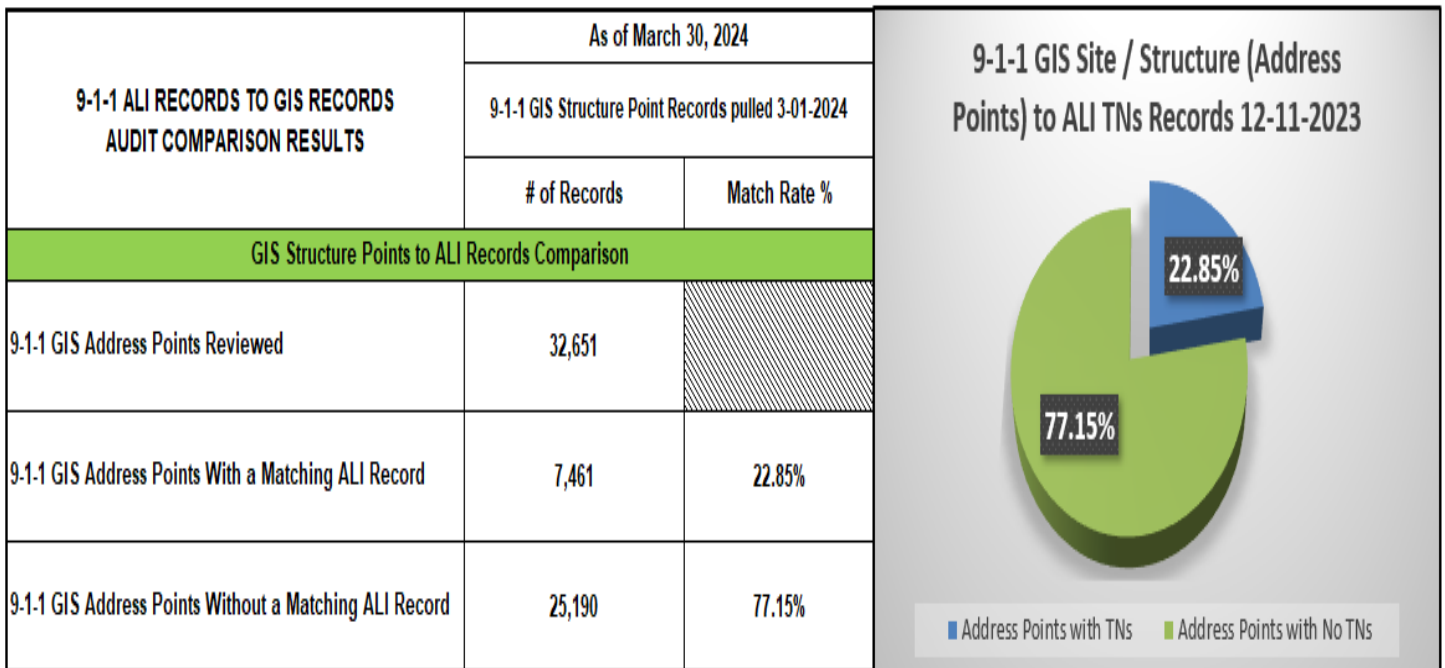 9-1-1 ALI RECORDS TO GIS RECORDS
AUDIT COMPARISON RESULTS
As of March 30, 2024
9-1-1 GIS Structure Point Records pulled 3-01-2024
# of Records
Match Rate %
GIS Structure Points to ALI Records Comparison
9-1-1 GIS Address Points Reviewed
32,651
9-1-1 GIS Address Points With a Matching ALI Record
7,461
22.85%
9-1-1 GIS Address Points Without a Matching ALI Record
25,190
77.15%
9-1-1 GIS Site / Structure (Address
Points) to ALI TNs Records 12-11-2023
22.85%
77.15%
Address Points with TNs
Address Points with No TNs